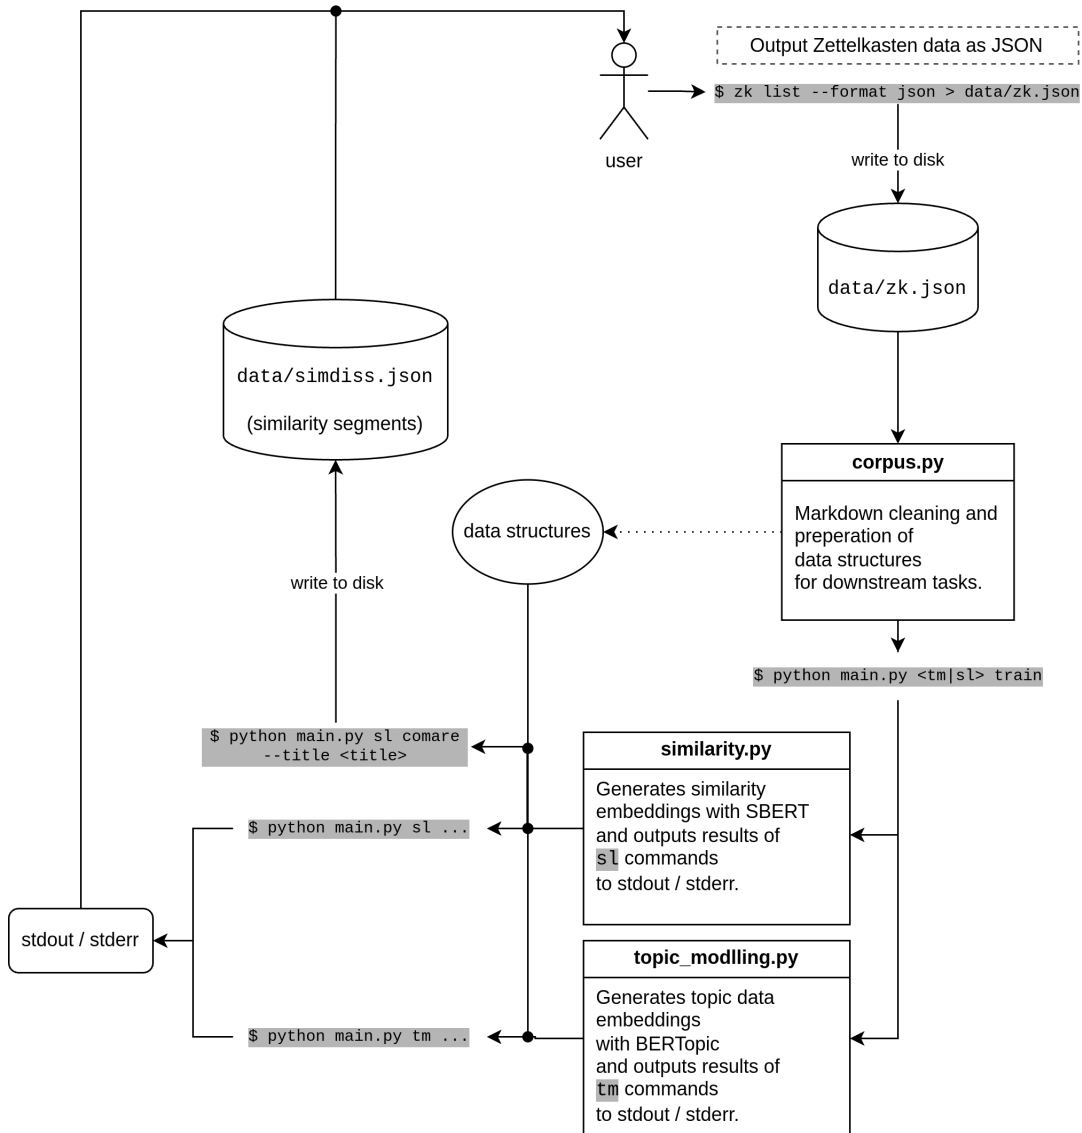 Output Zettelkasten data as JSON
$ zk list --format json > data/zk.json
user
write to disk
data/zk.json
data/simdiss.json
(similarity segments)
corpus.py
Markdown cleaning and
preperation of
data structures
for downstream tasks.
data structures
write to disk
$ python main.py <tm|sl> train
$ python main.py sl comare
--title <title>
similarity.py
Generates similarity
embeddings with SBERT
and outputs results of
sl commands
to stdout / stderr.
$ python main.py sl ...
stdout / stderr
topic_modlling.py
Generates topic data
embeddings
with BERTopic
and outputs results of
tm commands
to stdout / stderr.
$ python main.py tm ...